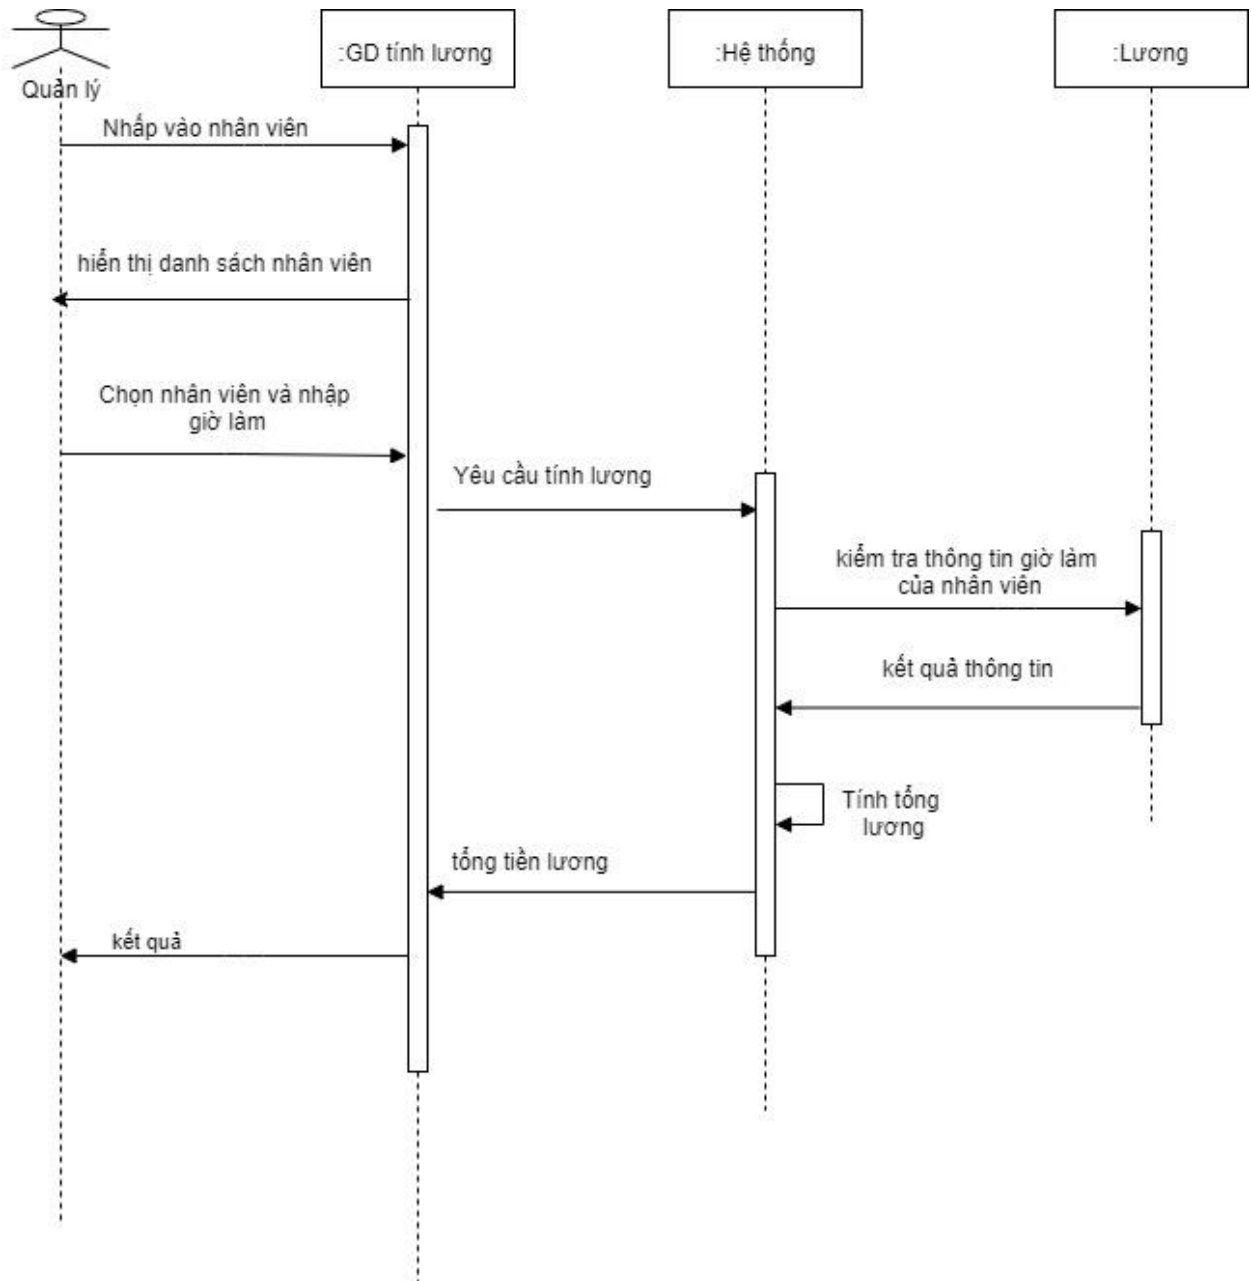 :GD tính lương
:Hệ thống
:Lương
Quản lý
Nhấp vào nhân viên
hiển thị danh sách nhân viên
Chọn nhân viên và nhập
giờ làm
Yêu cầu tính lương
kiểm tra thông tin giờ làm
của nhân viên
kết quả thông tin
Tính tổng
lương
tổng tiền lương
kết quả